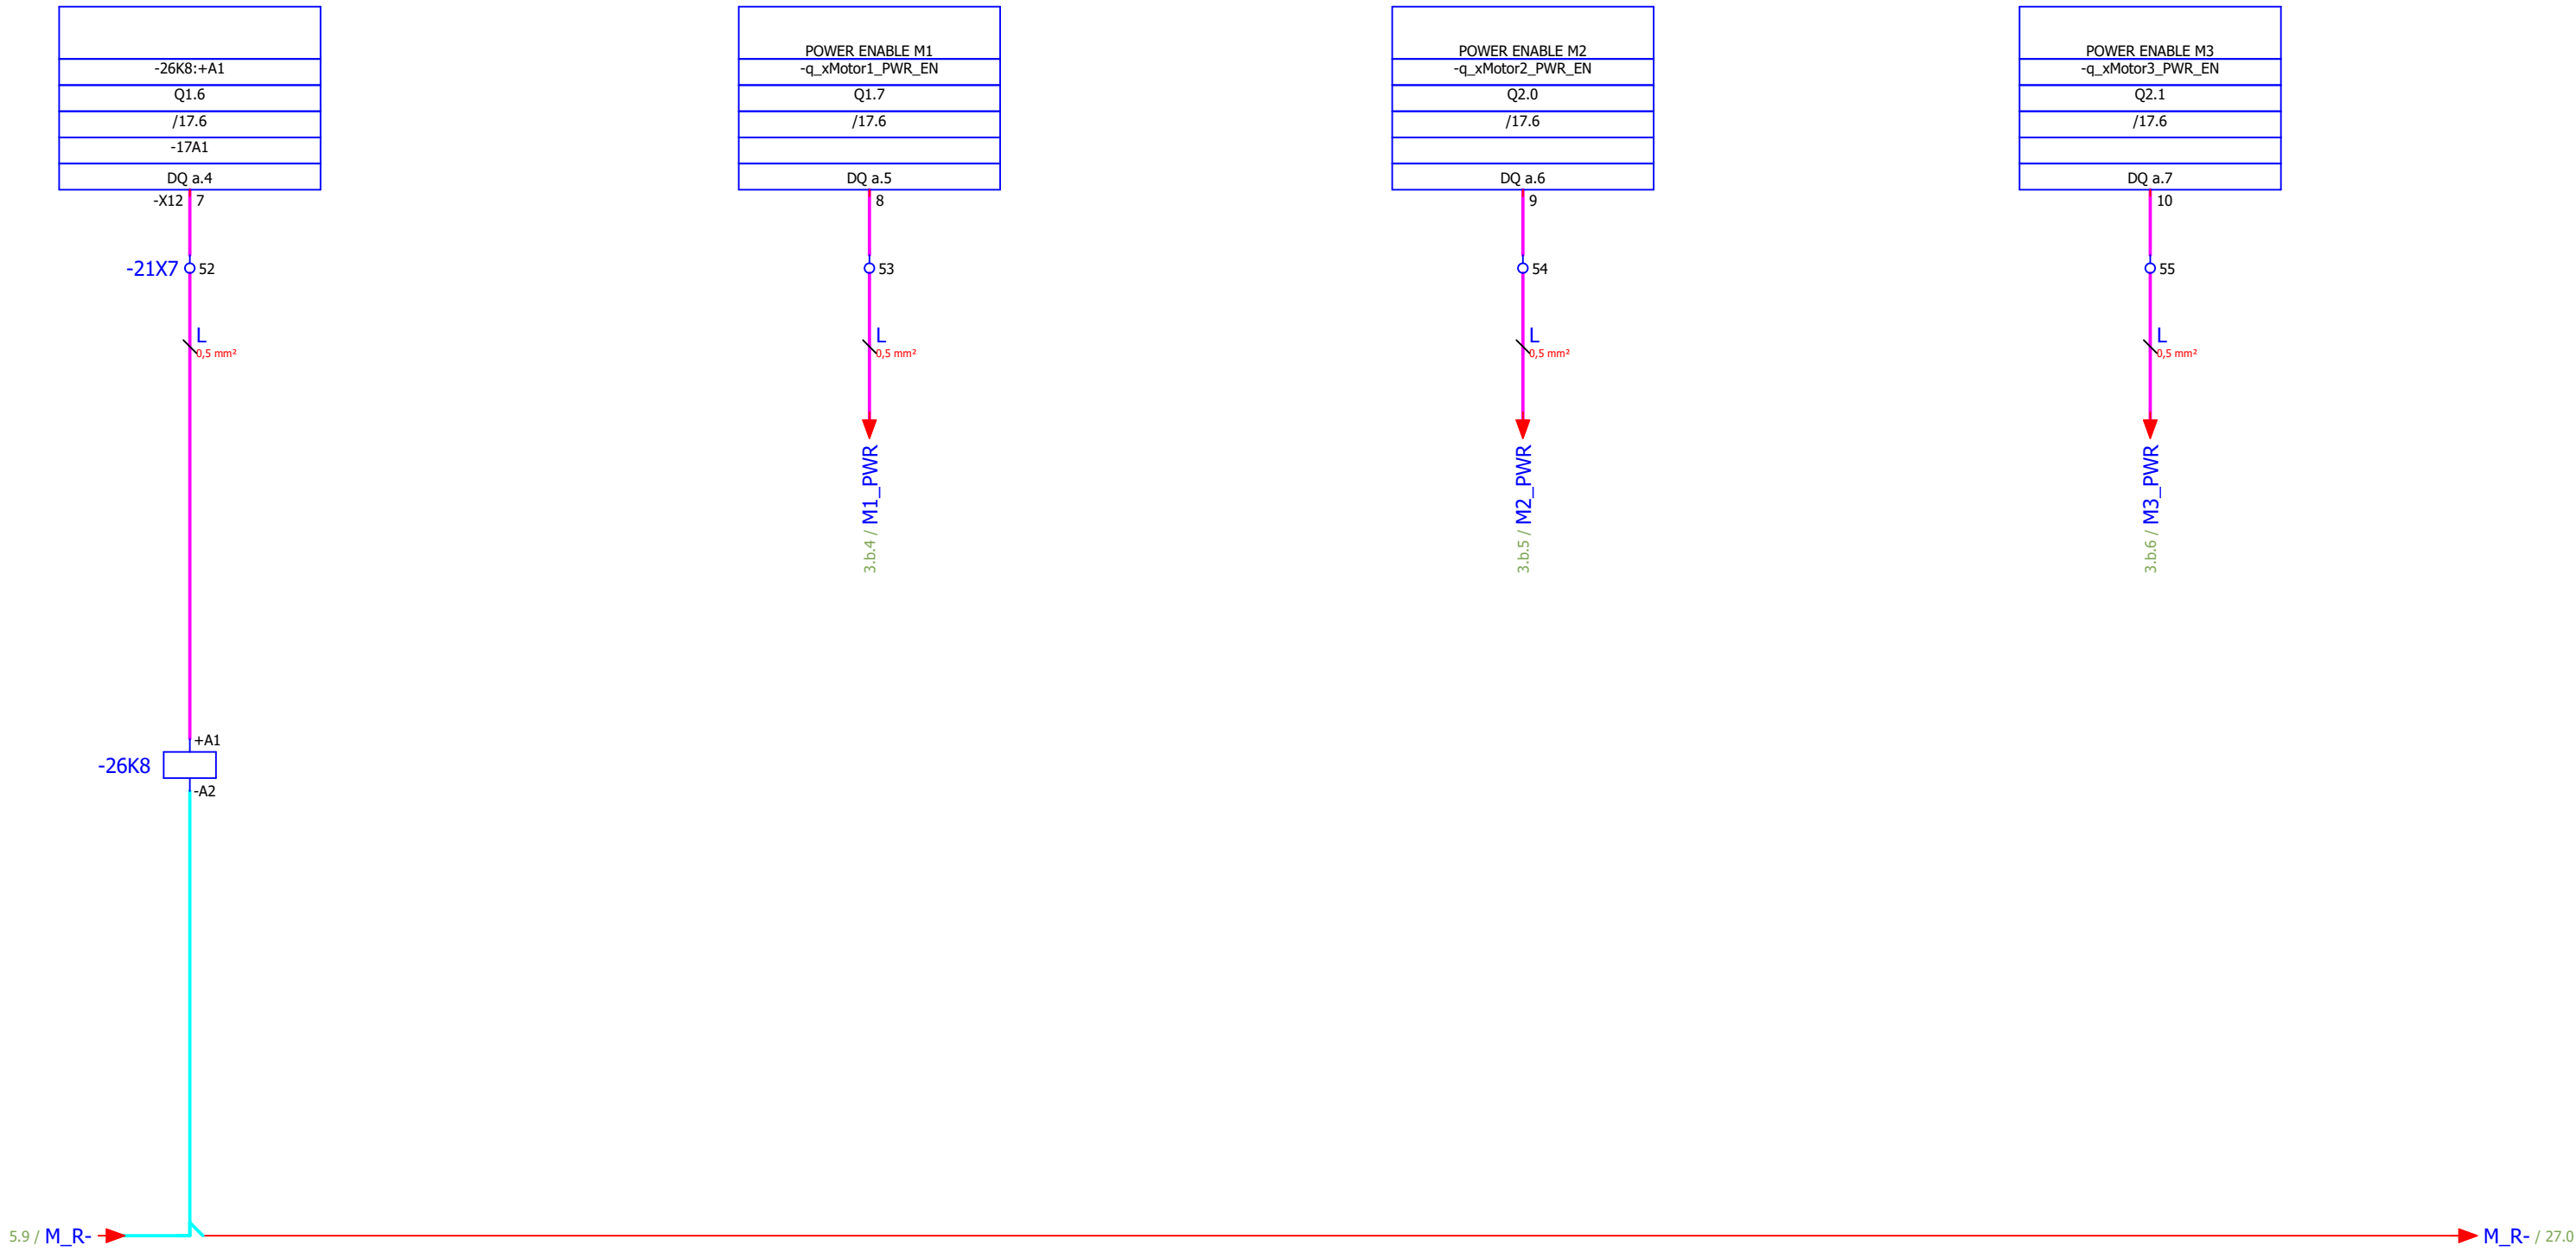 -26K8:+A1
Q1.6
/17.6
-17A1
DQ a.4
-X12 7
POWER ENABLE M1
-q_xMotor1_PWR_EN
Q1.7
/17.6
DQ a.5
8
POWER ENABLE M2
-q_xMotor2_PWR_EN
Q2.0
/17.6
DQ a.6
9
POWER ENABLE M3
-q_xMotor3_PWR_EN
Q2.1
/17.6
DQ a.7
10
-21X7 52
53
54
55
L
0,5 mm²
L
0,5 mm²
L
0,5 mm²
L
0,5 mm²
3.b.4 / M1_PWR
3.b.5 / M2_PWR
3.b.6 / M3_PWR
+A1
-26K8
-A2
5.9 / M_R-
M_R- / 27.0